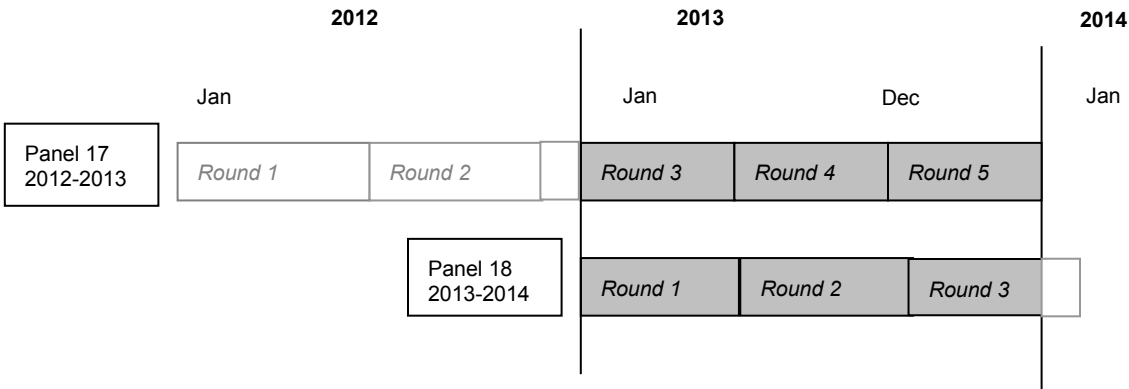 2012 2013 2014
Jan Jan Dec Jan
Panel 17
2012-2013
Round 1 Round 2 Round 3 Round 4 Round 5
Panel 18
2013-2014
Round 1 Round 2 Round 3